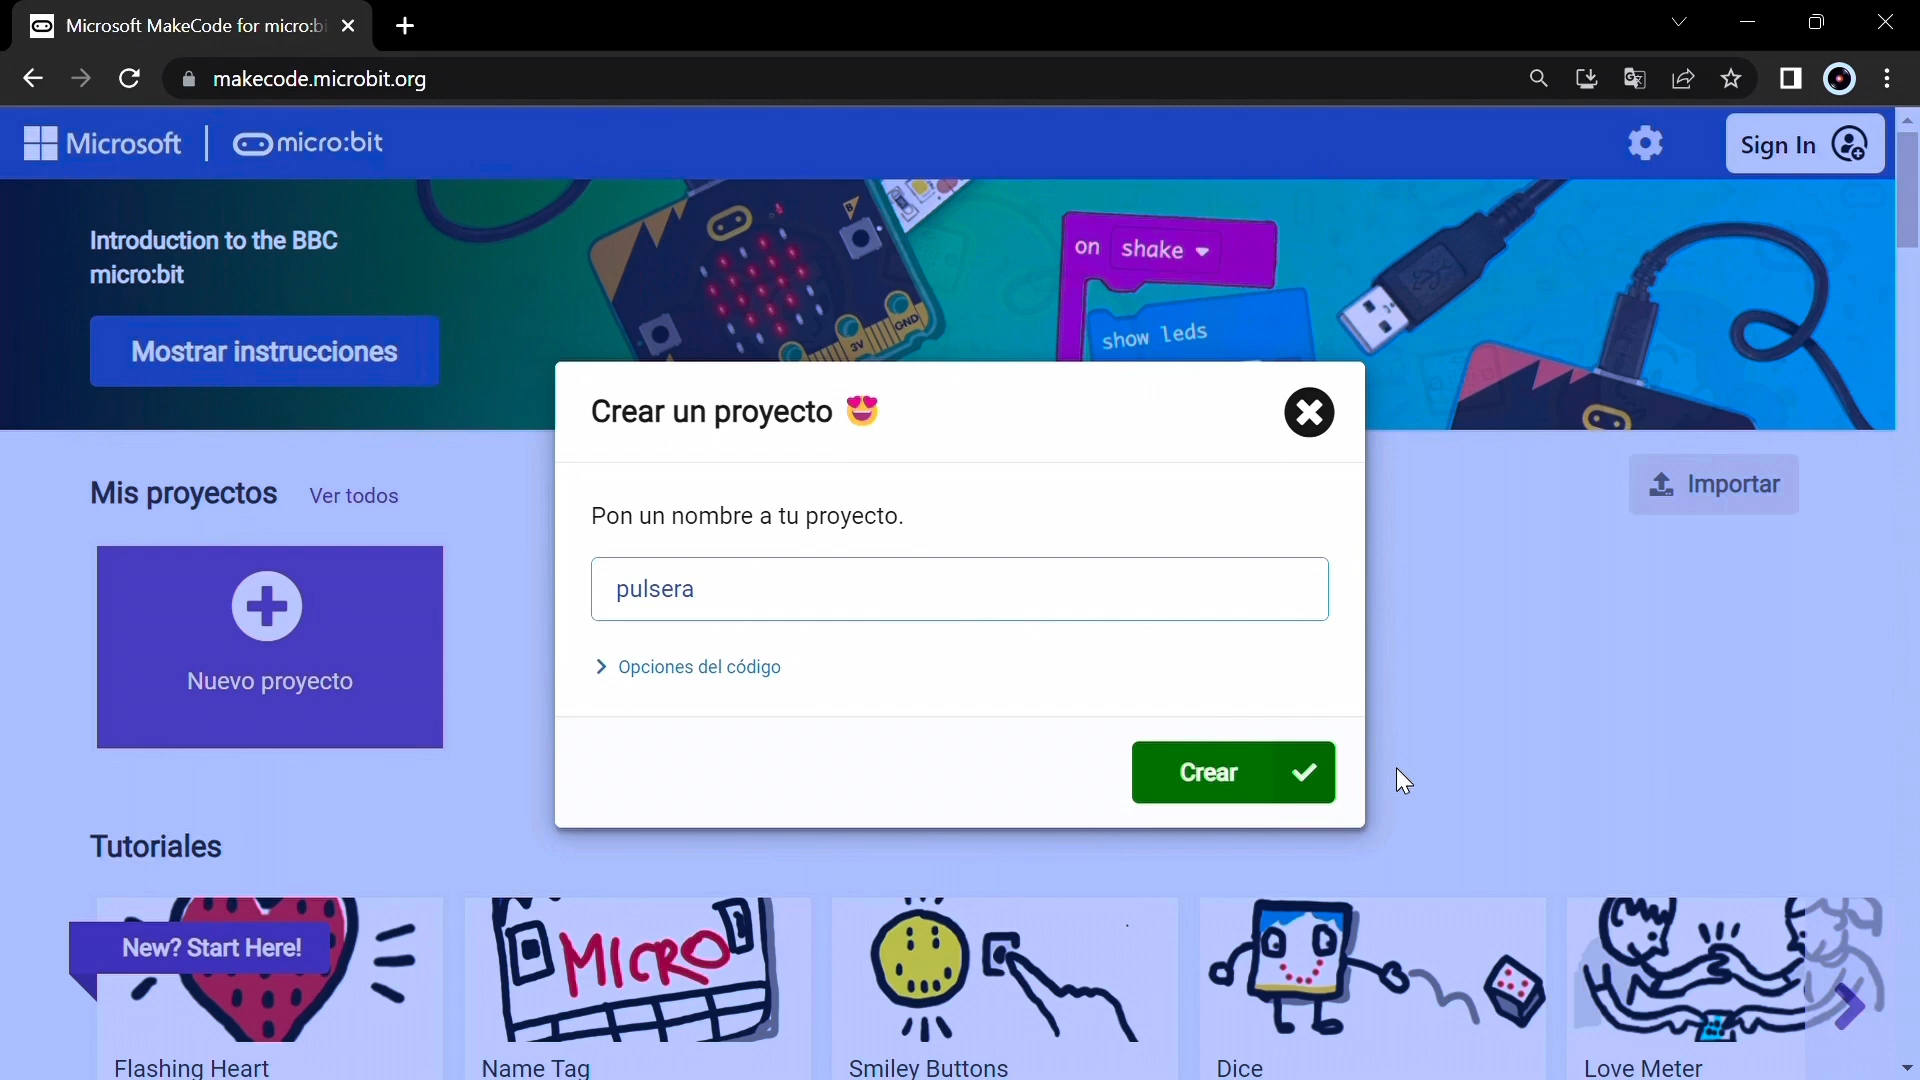 Microsoft MakeCode for micro:bi
makecode.microbit.org
Microsoft
micro:bit
Sign In
Introduction to the BBC
micro:bit
Mostrar instrucciones
B
3V
GND
on shake
show leds
Crear un proyecto 😍
Pon un nombre a tu proyecto.
pulsera
Opciones del código
Crear
Mis proyectos
Ver todos
Importar
Nuevo proyecto
Tutoriales
New? Start Here!
MICRO
Flashing Heart
Name Tag
Smiley Buttons
Dice
Love Meter